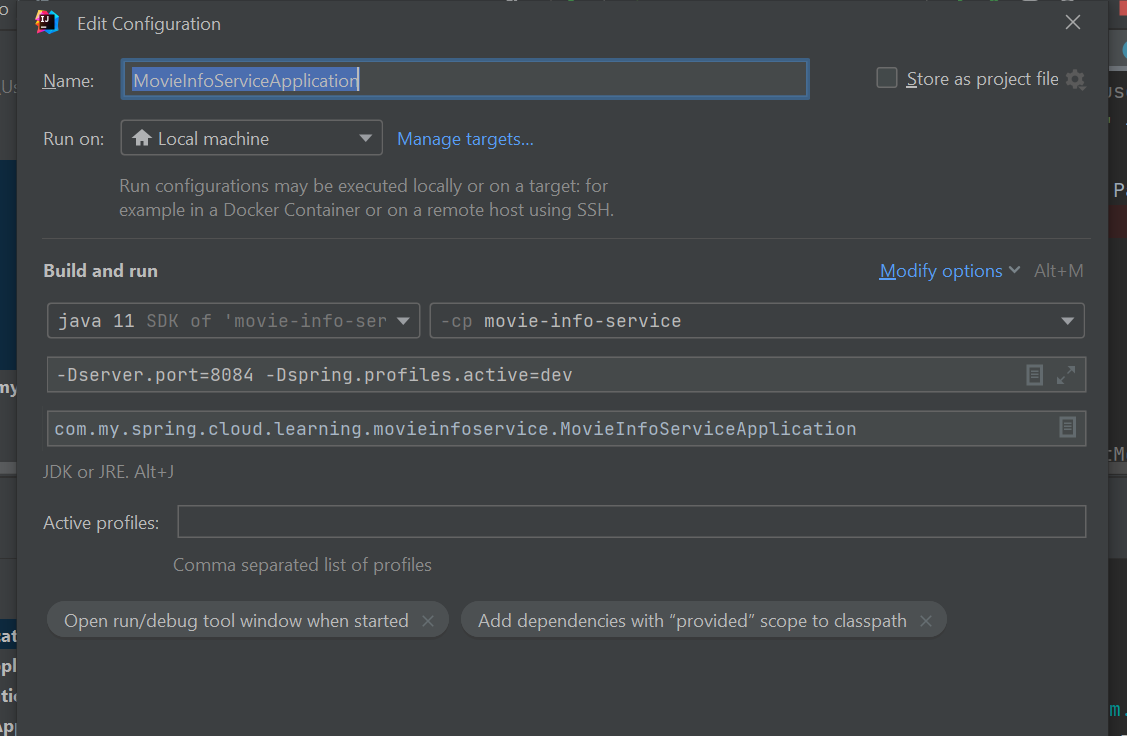 Edit Configuration
Name: MovieInfoServiceApplication Store as project file
Run on: Local machine Manage targets...
Run configurations may be executed locally or on a target: for
example in a Docker Container or on a remote host using SSH.
Build and run Modify options Alt+M
java 11 SDK of 'movie-info-ser -cp movie-info-service
-Dserver.port=8084 -Dspring.profiles.active=dev
com.my.spring.cloud.learning.movieinfoservice.MovieInfoServiceApplication
JDK or JRE. Alt+J
Active profiles:
Comma separated list of profiles
Open run/debug tool window when started Add dependencies with “provided” scope to classpath